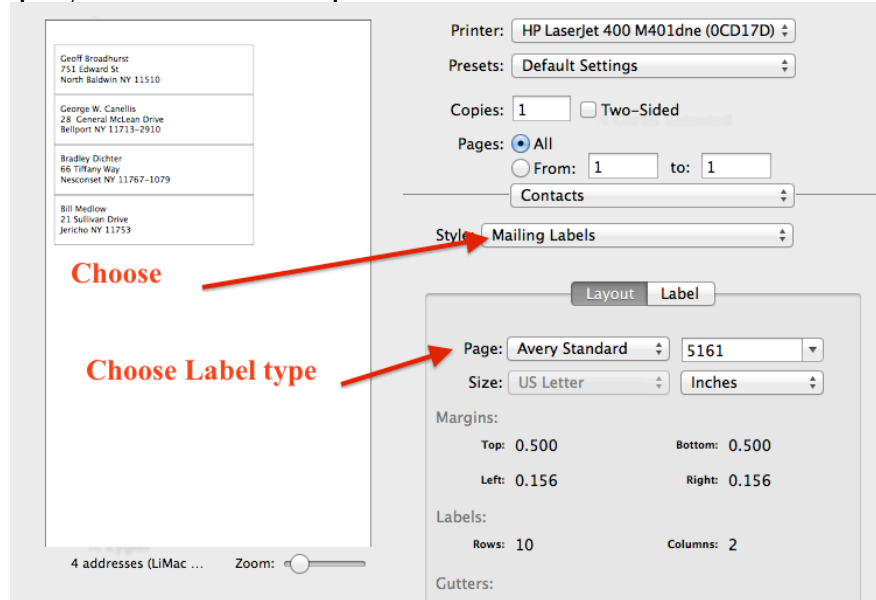 Printer: HP LaserJet 400 M401dne (0CD17D)
Presets: Default Settings
Copies: 1 Two-Sided
Pages: All
From: 1 to: 1
Contacts
Style: Mailing Labels
Layout Label
Page: Avery Standard 5161
Size: US Letter Inches
Margins:
Top: 0.500 Bottom: 0.500
Left: 0.156 Right: 0.156
Labels:
Rows: 10 Columns: 2
Gutters:
Geoff Broadhurst
751 Edward St
North Baldwin NY 11510
George W. Canellis
28 General McLean Drive
Bellport NY 11713-2910
Bradley Dichter
66 Tiffany Way
Nesconset NY 11767-1079
Bill Medlow
21 Sullivan Drive
Jericho NY 11753
Choose
Choose Label type
4 addresses (LiMac ... Zoom: